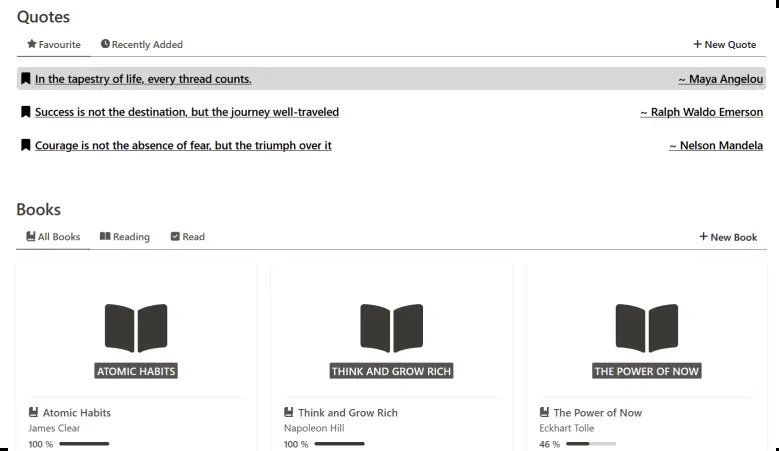 Quotes
Favourite Recently Added + New Quote
In the tapestry of life, every thread counts. ~ Maya Angelou
Success is not the destination, but the journey well-traveled ~ Ralph Waldo Emerson
Courage is not the absence of fear, but the triumph over it ~ Nelson Mandela
Books
All Books Reading Read + New Book
ATOMIC HABITS THINK AND GROW RICH THE POWER OF NOW
Atomic Habits Think and Grow Rich The Power of Now
James Clear Napoleon Hill Eckhart Tolle
100 % 100 % 46 %